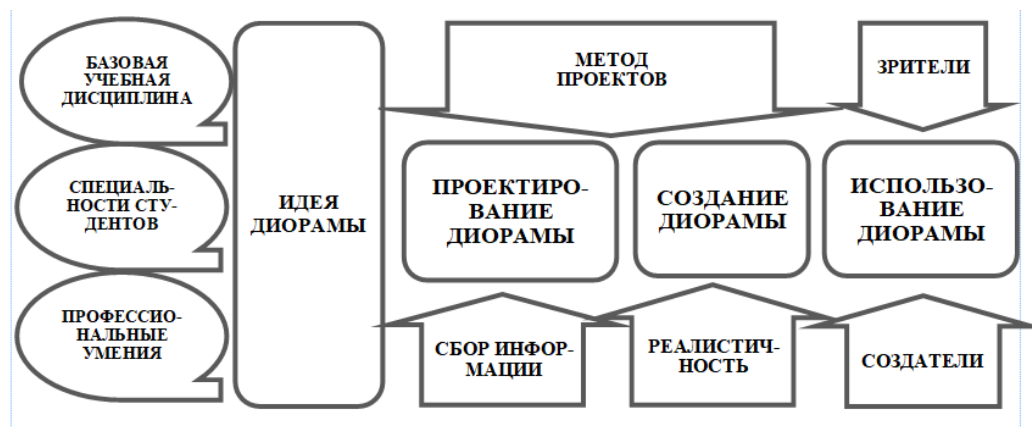 БАЗОВАЯ
УЧЕБНАЯ
ДИСЦИПЛИНА
СПЕЦИАЛЬ-
НОСТИ СТУ-
ДЕНТОВ
ПРОФЕССИО-
НАЛЬНЫЕ
УМЕНИЯ
ИДЕЯ
ДИОРАМЫ
МЕТОД
ПРОЕКТОВ
ЗРИТЕЛИ
ПРОЕКТИРО-
ВАНИЕ
ДИОРАМЫ
СОЗДАНИЕ
ДИОРАМЫ
ИСПОЛЬЗО-
ВАНИЕ
ДИОРАМЫ
СБОР ИНФОР-
МАЦИИ
РЕАЛИСТИЧ-
НОСТЬ
СОЗДАТЕЛИ